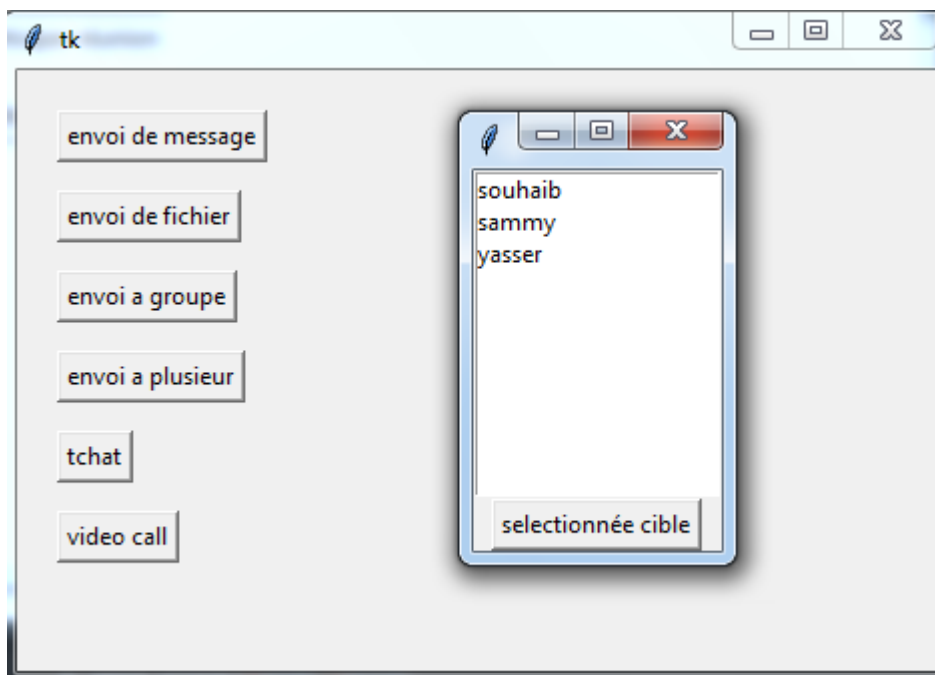 tk
envoi de message
envoi de fichier
envoi a groupe
envoi a plusieur
tchat
video call
souhaib
sammy
yasser
selectionnée cible